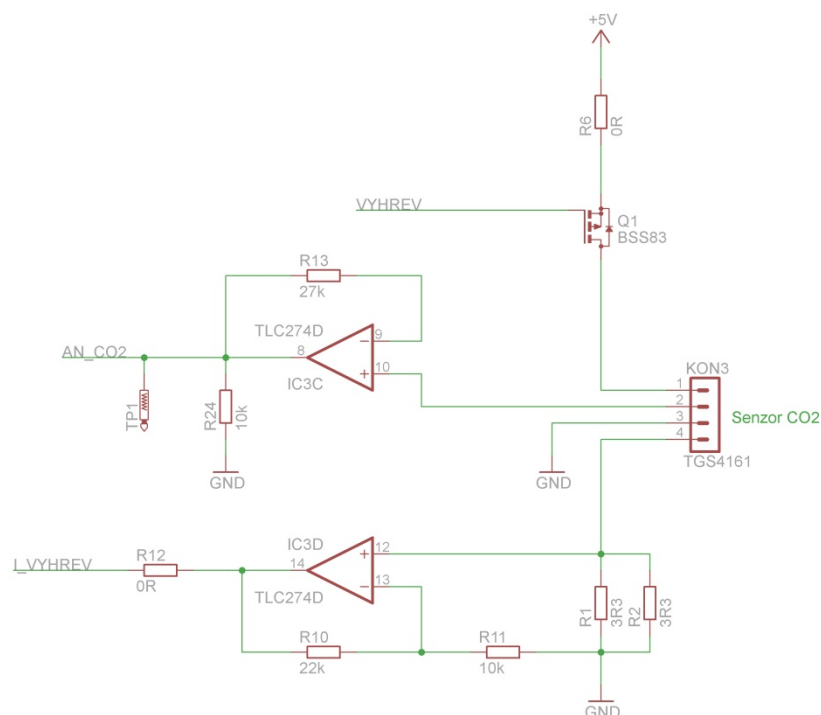 +5V
R6
0R
VYHREV
Q1
BSS83
R13
27k
TLC274D
9
AN_CO2
8
10
IC3C
KON3
1
2
3
4
Senzor CO2
TGS4161
TP1
R24
10k
GND
GND
IC3D
12
I_VYHREV
R12
0R
14
13
TLC274D
R1
3R3
R2
3R3
R10
22k
R11
10k
GND